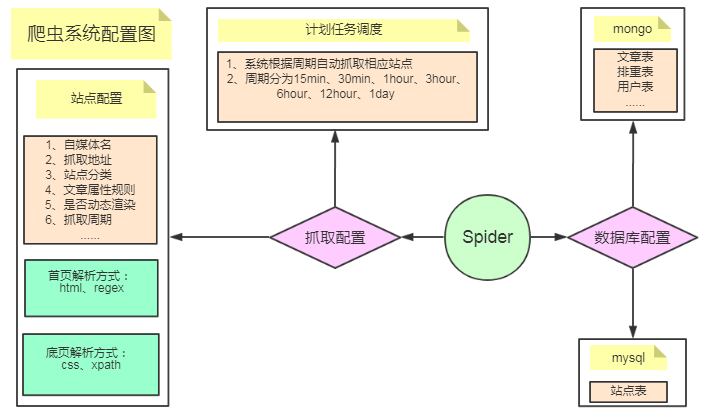 爬虫系统配置图
站点配置
1、自媒体名
2、抓取地址
3、站点分类
4、文章属性规则
5、是否动态渲染
6、抓取周期
......
首页解析方式：
html、regex
底页解析方式：
css、xpath
计划任务调度
1、系统根据周期自动抓取相应站点
2、周期分为15min、30min、1hour、3hour、
6hour、12hour、1day
抓取配置
Spider
数据库配置
mongo
文章表
排重表
用户表
......
mysql
站点表